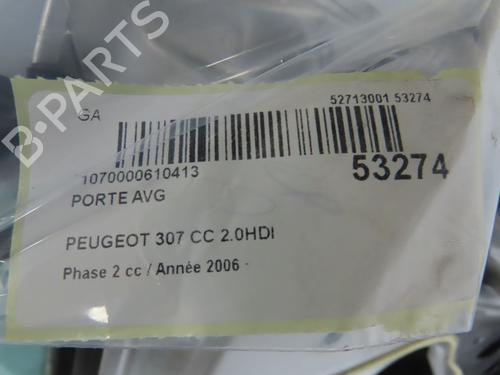 B-PARTS
GA
52713001 53274
1070000610413
53274
PORTE AVG
PEUGEOT 307 CC 2.0HDI
Phase 2 cc / Année 2006 -